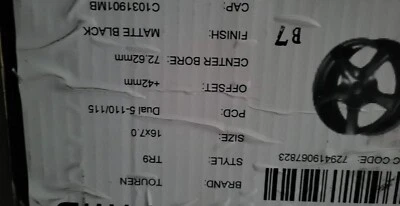 C CODE: 729419067823
BRAND: TOUREN
STYLE: TR9
SIZE: 16x7.0
PCD: Dual 5-110/115
OFFSET: +42mm
CENTER BORE: 72.62mm
FINISH: MATTE BLACK
CAP: C1031901MB
B7